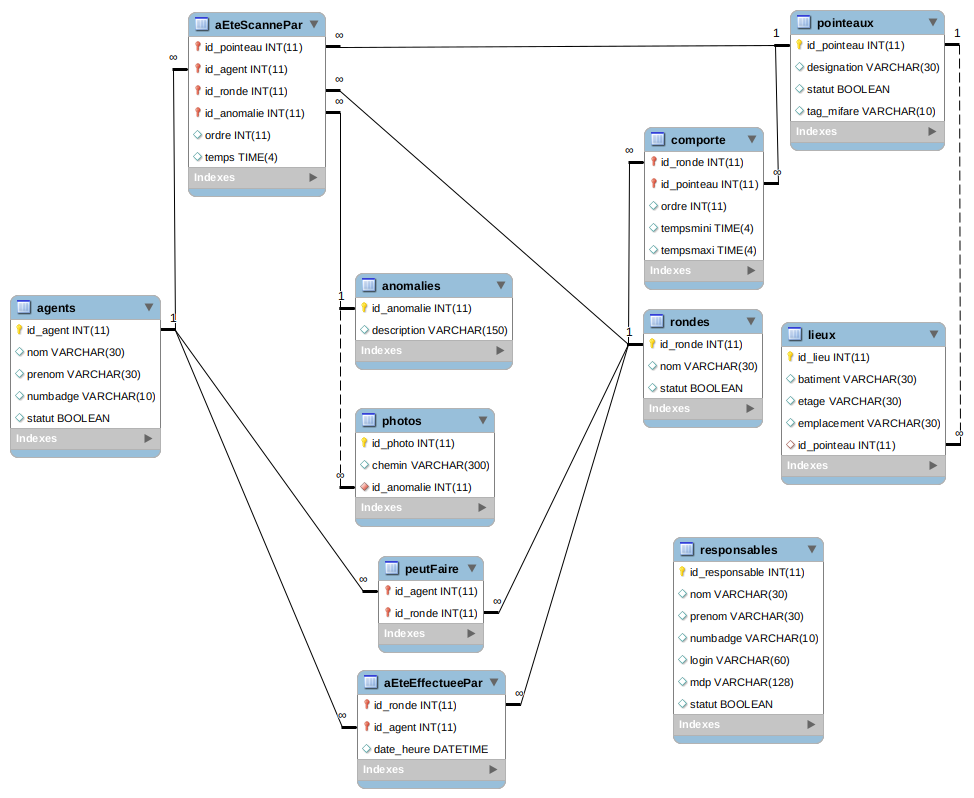 aEteScannePar
id_pointeau INT(11)
id_agent INT(11)
id_ronde INT(11)
id_anomalie INT(11)
ordre INT(11)
temps TIME(4)
Indexes
∞
∞
∞
∞
1
pointeaux
id_pointeau INT(11)
designation VARCHAR(30)
statut BOOLEAN
tag_mifare VARCHAR(10)
Indexes
1
comporte
id_ronde INT(11)
id_pointeau INT(11)
ordre INT(11)
tempsmini TIME(4)
tempsmaxi TIME(4)
Indexes
∞
∞
anomalies
id_anomalie INT(11)
description VARCHAR(150)
Indexes
1
agents
id_agent INT(11)
nom VARCHAR(30)
prenom VARCHAR(30)
numbadge VARCHAR(10)
statut BOOLEAN
Indexes
1
rondes
id_ronde INT(11)
nom VARCHAR(30)
statut BOOLEAN
Indexes
1
lieux
id_lieu INT(11)
batiment VARCHAR(30)
etage VARCHAR(30)
emplacement VARCHAR(30)
id_pointeau INT(11)
Indexes
∞
photos
id_photo INT(11)
chemin VARCHAR(300)
id_anomalie INT(11)
Indexes
∞
peutFaire
id_agent INT(11)
id_ronde INT(11)
Indexes
∞
∞
responsables
id_responsable INT(11)
nom VARCHAR(30)
prenom VARCHAR(30)
numbadge VARCHAR(10)
login VARCHAR(60)
mdp VARCHAR(128)
statut BOOLEAN
Indexes
aEteEffectueePar
id_ronde INT(11)
id_agent INT(11)
date_heure DATETIME
Indexes
∞
∞